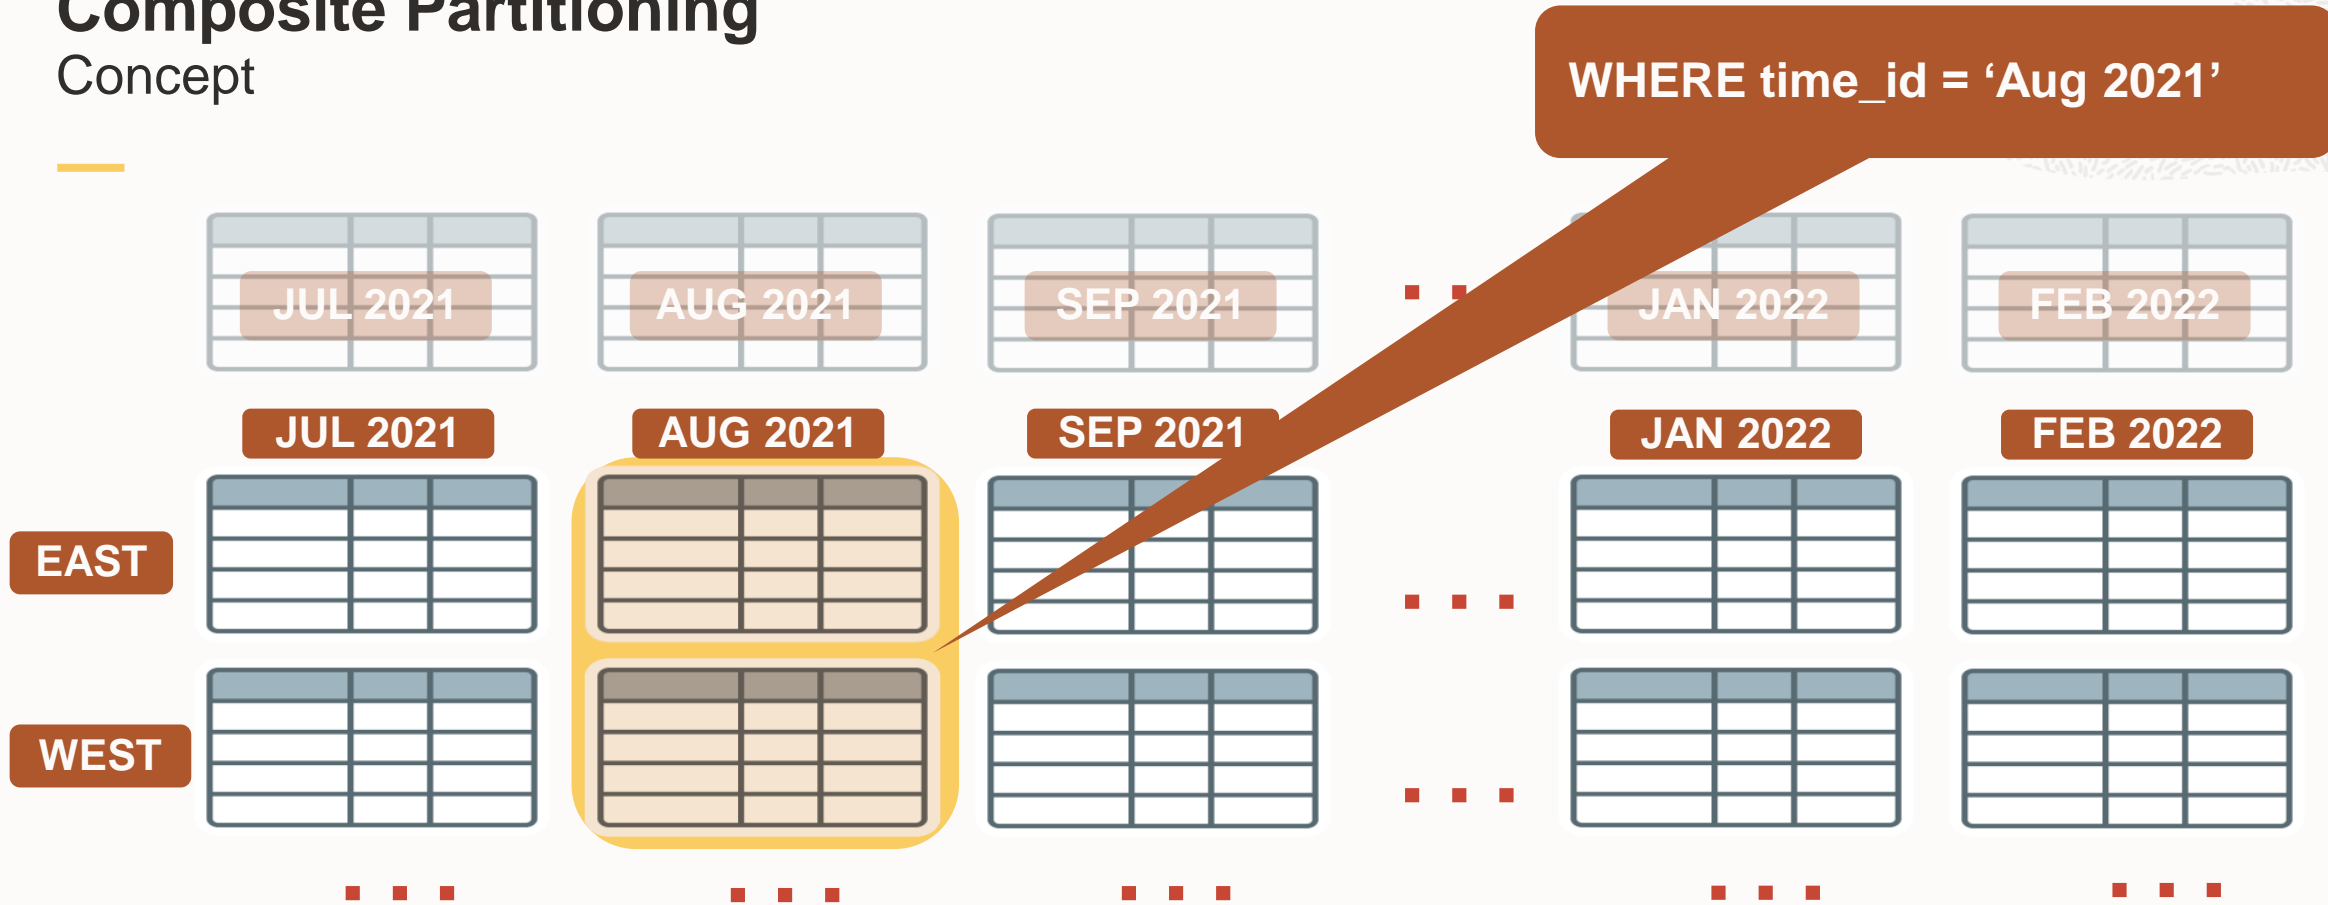 Composite Partitioning
Concept
WHERE time_id = ‘Aug 2021’
JUL 2021 AUG 2021 SEP 2021 JAN 2022 FEB 2022
JUL 2021 AUG 2021 SEP 2021 JAN 2022 FEB 2022
EAST
WEST